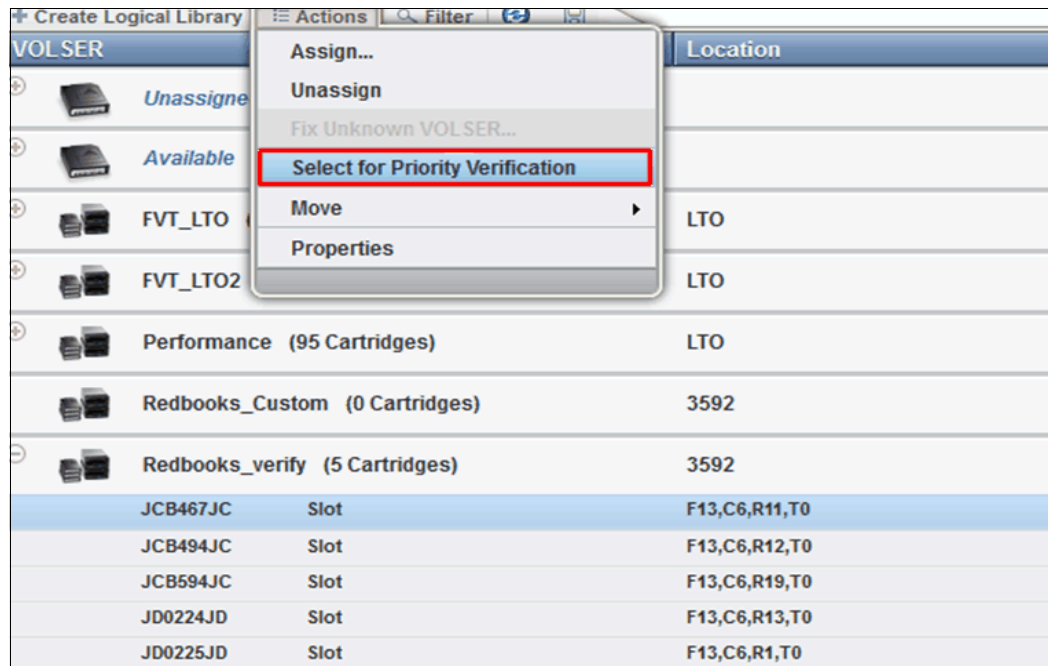 Create Logical Library Actions Filter
VOLSER Location
Assign...
Unassign
Fix Unknown VOLSER...
Select for Priority Verification
Move
Properties
Unassigne
Available
FVT_LTO ( LTO
FVT_LTO2 LTO
Performance (95 Cartridges) LTO
Redbooks_Custom (0 Cartridges) 3592
Redbooks_verify (5 Cartridges) 3592
JCB467JC Slot F13,C6,R11,T0
JCB494JC Slot F13,C6,R12,T0
JCB594JC Slot F13,C6,R19,T0
JD0224JD Slot F13,C6,R13,T0
JD0225JD Slot F13,C6,R1,T0